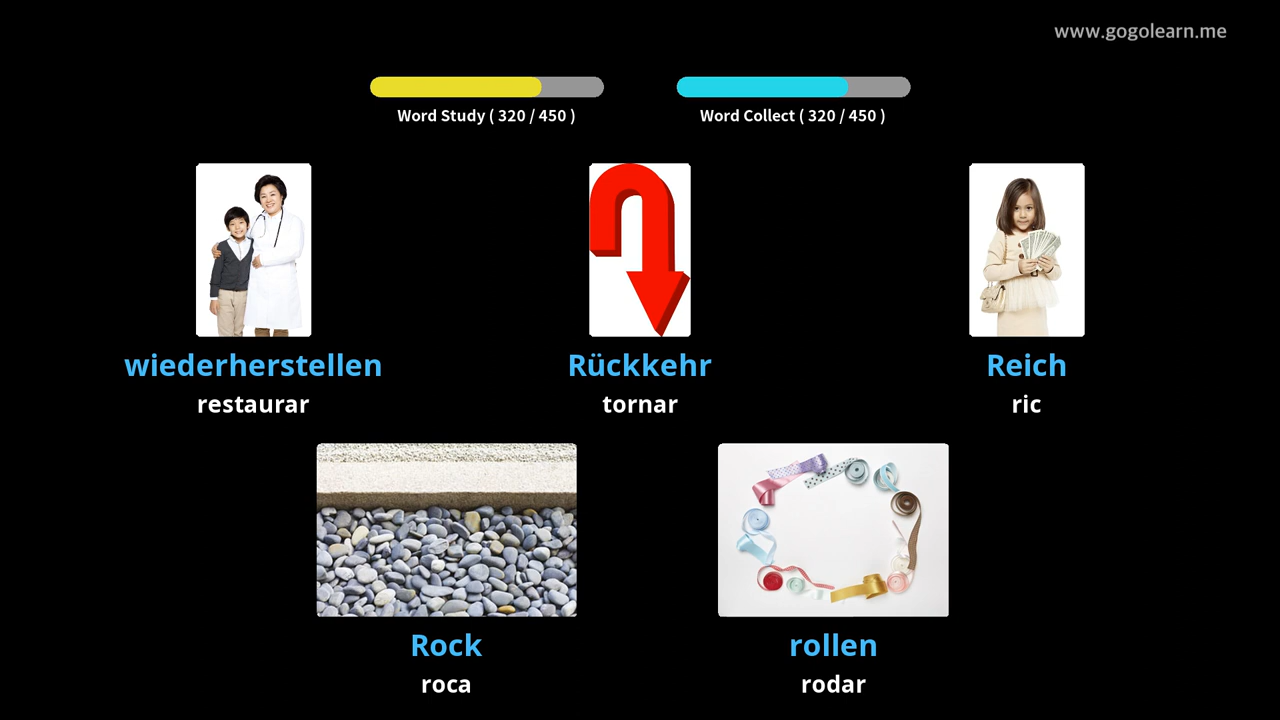 www.gogolearn.me
Word Study ( 320 / 450 )
Word Collect ( 320 / 450 )
wiederherstellen
restaurar
Rückkehr
tornar
Reich
ric
Rock
roca
rollen
rodar